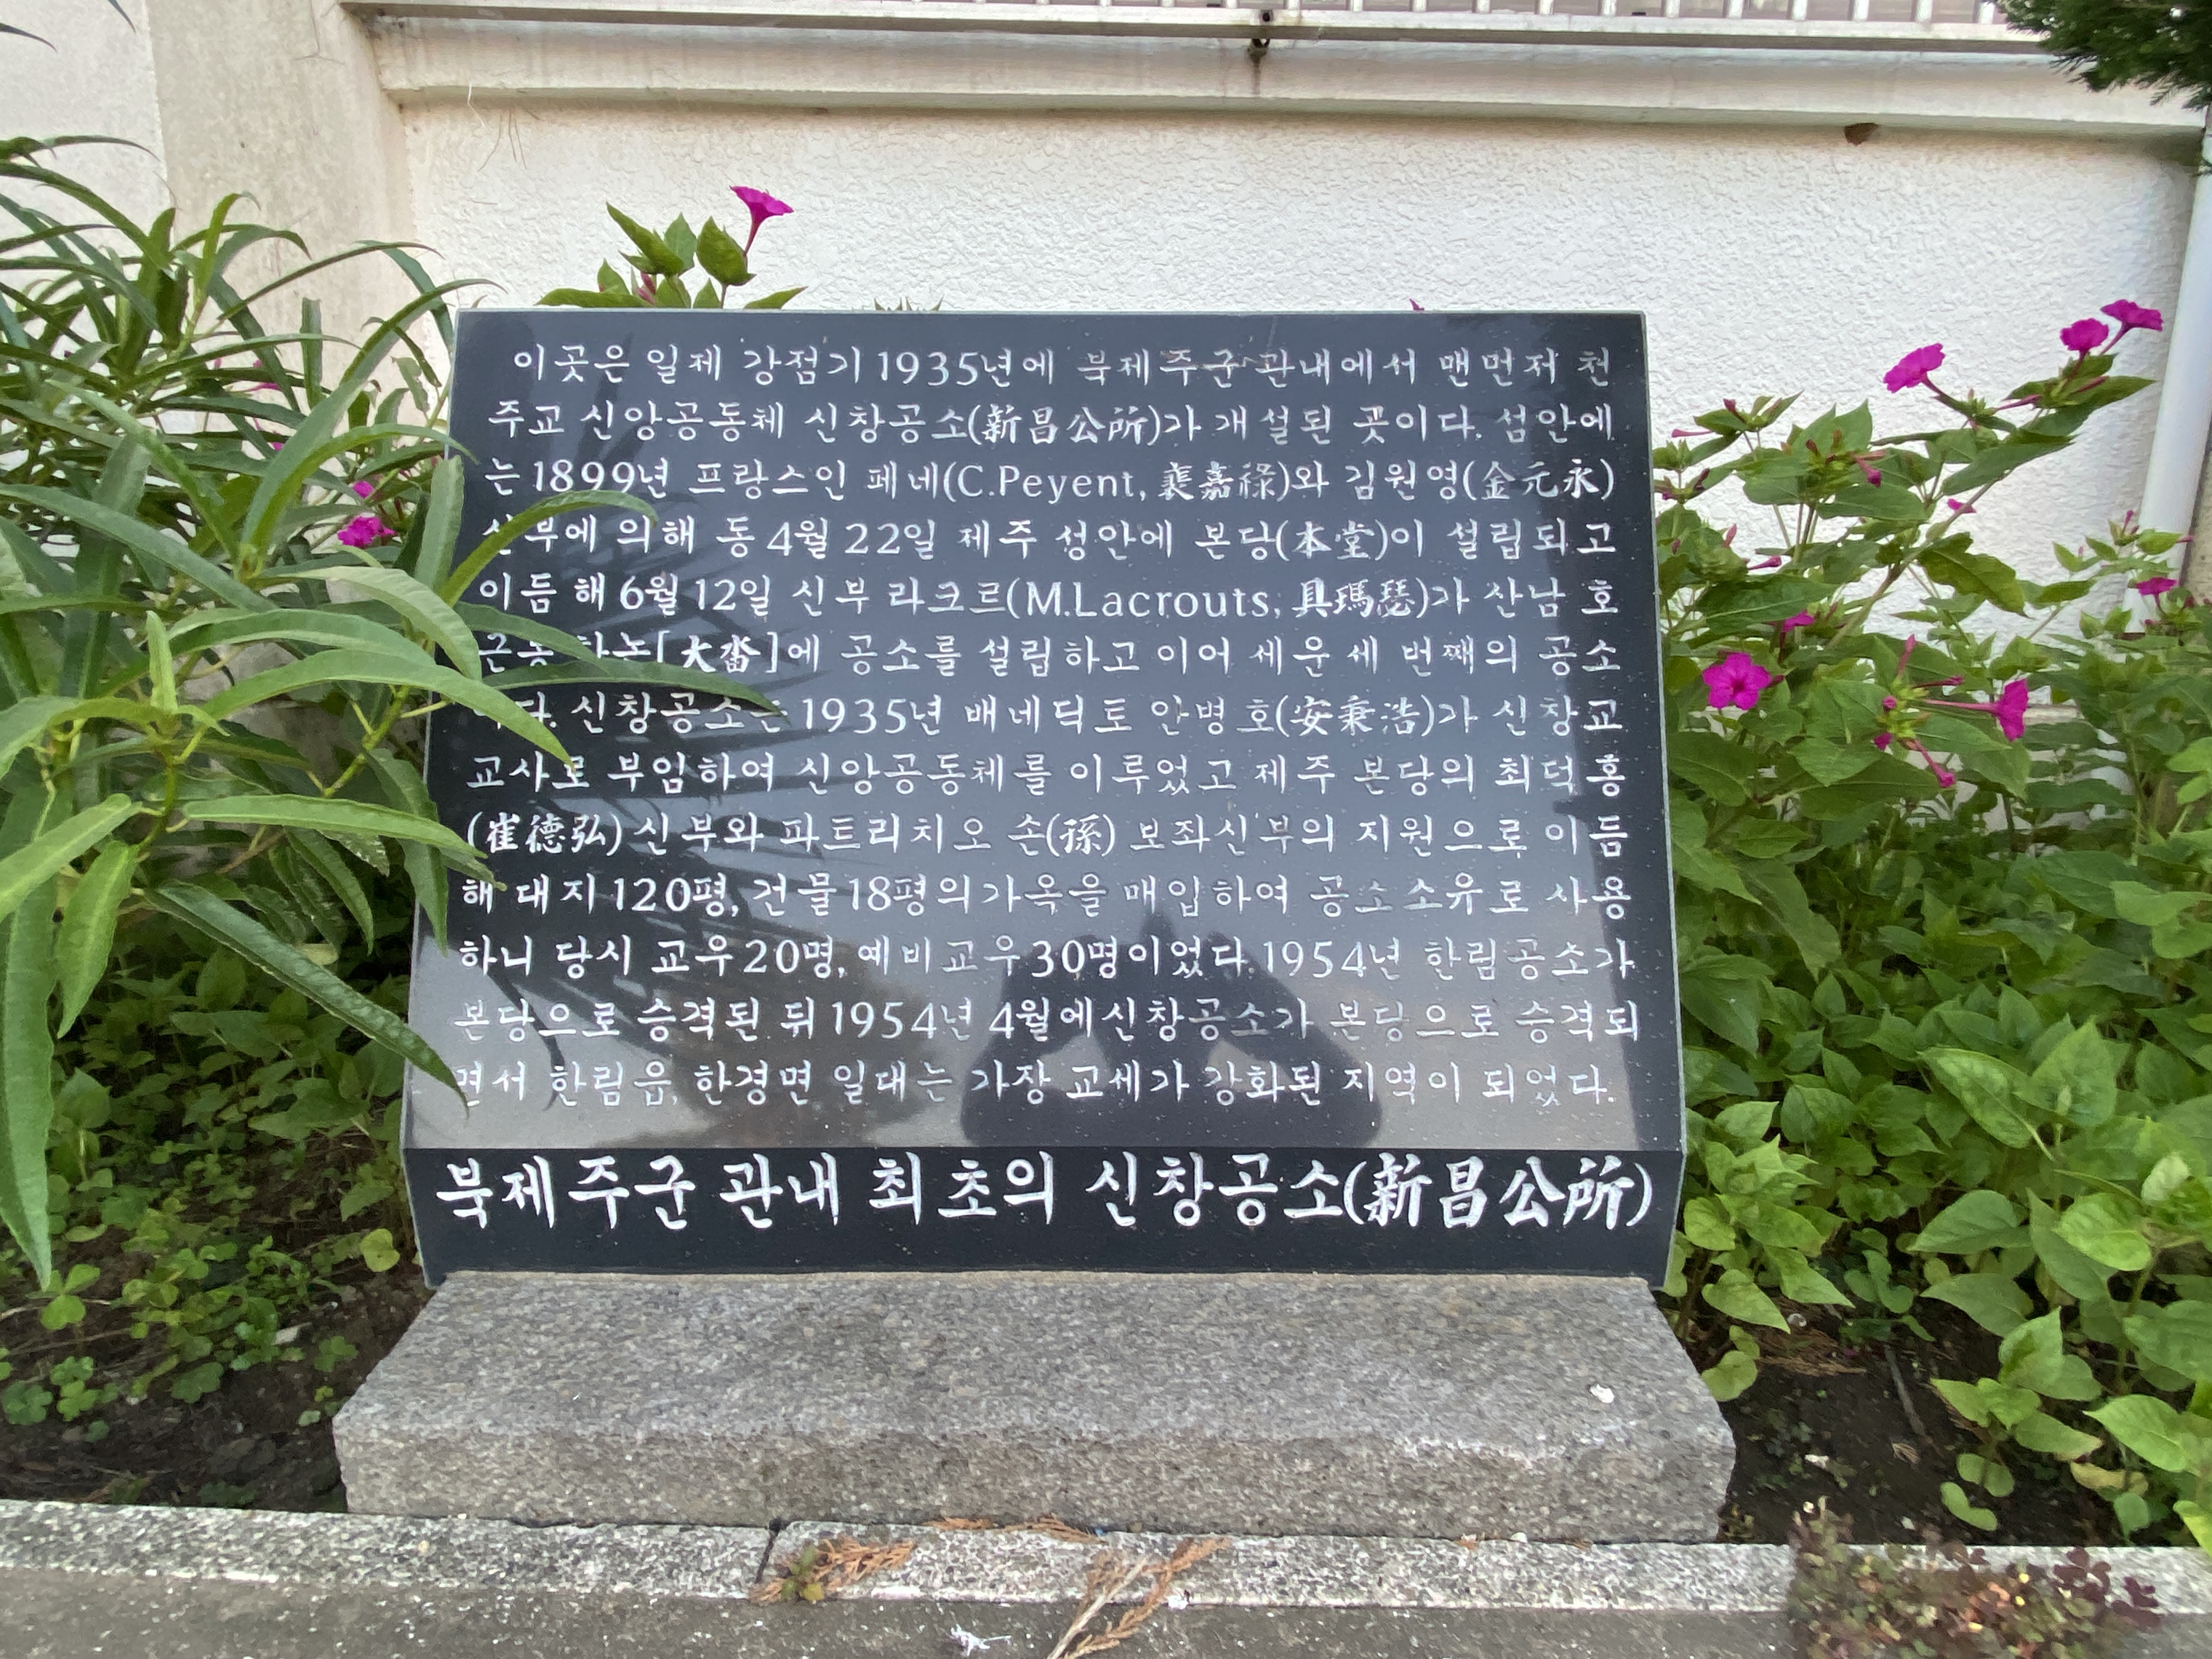 이곳은 일제 강점기 1935년에 북제주군 관내에서 맨먼저 천
주교 신앙공동체 신창공소(新昌公所)가 개설된 곳이다. 섬안에
는 1899년 프랑스인 페네(C.Peyent, 裵嘉祿)와 김원영(金元永)
신부에 의해 동 4월 22일 제주 성안에 본당(本堂)이 설립되고
이듬 해 6월 12일 신부 라크르(M.Lacrouts, 具瑪瑟)가 산남 호
근동 하논[大畓]에 공소를 설립하고 이어 세운 세 번째의 공소
신창공소는 1935년 배네딕토 안병호(安秉浩)가 신창교
교사로 부임하여 신앙공동체를 이루었고 제주 본당의 최덕홍
(崔德弘) 신부와 파트리치오 손(孫) 보좌신부의 지원으로 이듬
해 대지 120평, 건물 18평의 가옥을 매입하여 공소소유로 사용
하니 당시 교우 20명, 예비교우 30명이었다. 1954년 한림공소가
본당으로 승격된 뒤 1954년 4월에 신창공소가 본당으로 승격되
면서 한림읍, 한경면 일대는 가장 교세가 강화된 지역이 되었다.
북제주군 관내 최초의 신창공소(新昌公所)